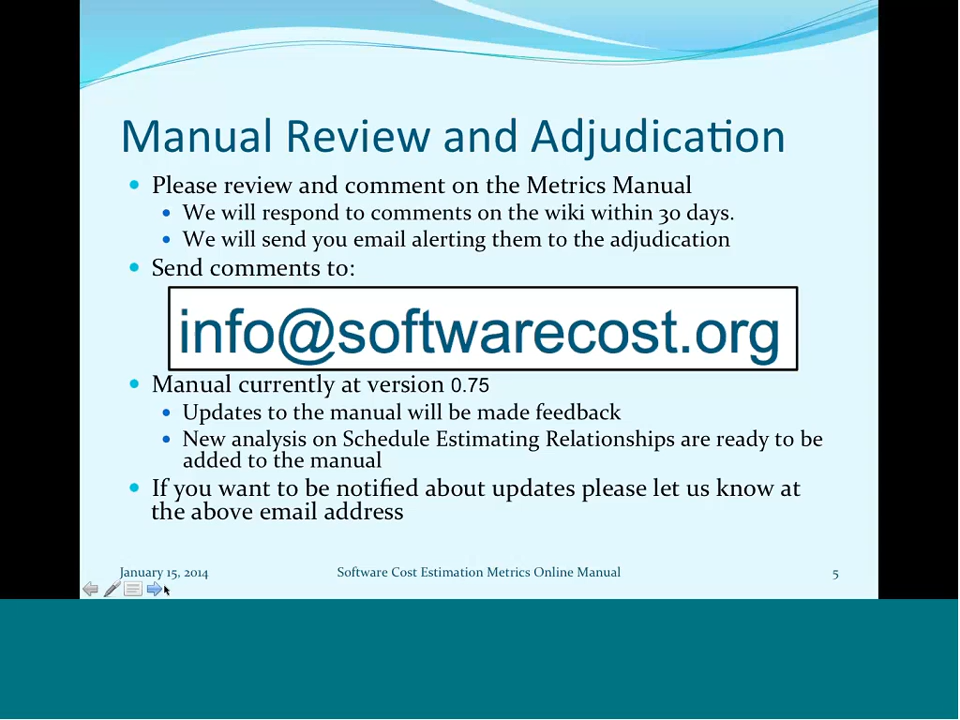 Manual Review and Adjudication
Please review and comment on the Metrics Manual
We will respond to comments on the wiki within 30 days.
We will send you email alerting them to the adjudication
Send comments to:
info@softwarecost.org
Manual currently at version 0.75
Updates to the manual will be made feedback
New analysis on Schedule Estimating Relationships are ready to be
added to the manual
If you want to be notified about updates please let us know at
the above email address
January 15, 2014
Software Cost Estimation Metrics Online Manual
5